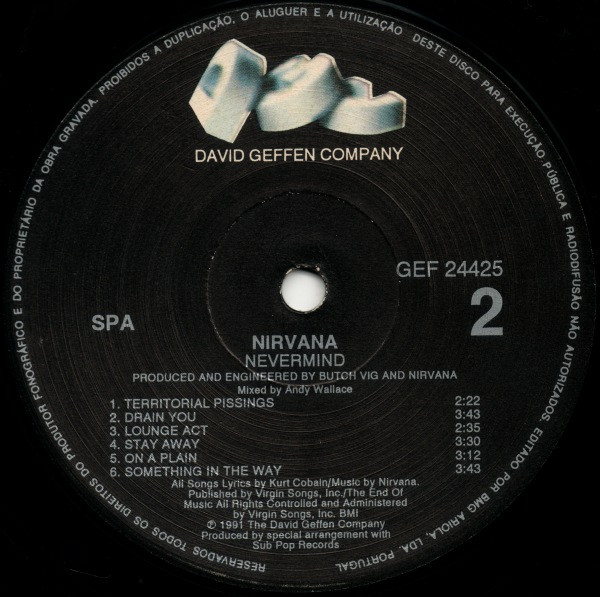 RESERVADOS TODOS OS DIREITOS DO PRODUTOR FONOGRÁFICO E DO PROPRIETÁRIO DA OBRA GRAVADA. PROIBIDOS A DUPLICAÇÃO, O ALUGUER E A UTILIZAÇÃO DESTE DISCO PARA EXECUÇÃO PÚBLICA E RADIODIFUSÃO NÃO AUTORIZADOS. EDITADO POR BMG ARIOLA, LDA. PORTUGAL
DGC
DAVID GEFFEN COMPANY
GEF 24425
SPA
2
NIRVANA
NEVERMIND
PRODUCED AND ENGINEERED BY BUTCH VIG AND NIRVANA
Mixed by Andy Wallace
1. TERRITORIAL PISSINGS 2:22
2. DRAIN YOU 3:43
3. LOUNGE ACT 2:35
4. STAY AWAY 3:30
5. ON A PLAIN 3:12
6. SOMETHING IN THE WAY 3:43
All Songs Lyrics by Kurt Cobain/Music by Nirvana.
Published by Virgin Songs, Inc./The End Of
Music All Rights Controlled and Administered
by Virgin Songs, Inc. BMI
℗ 1991 The David Geffen Company
Produced by special arrangement with
Sub Pop Records